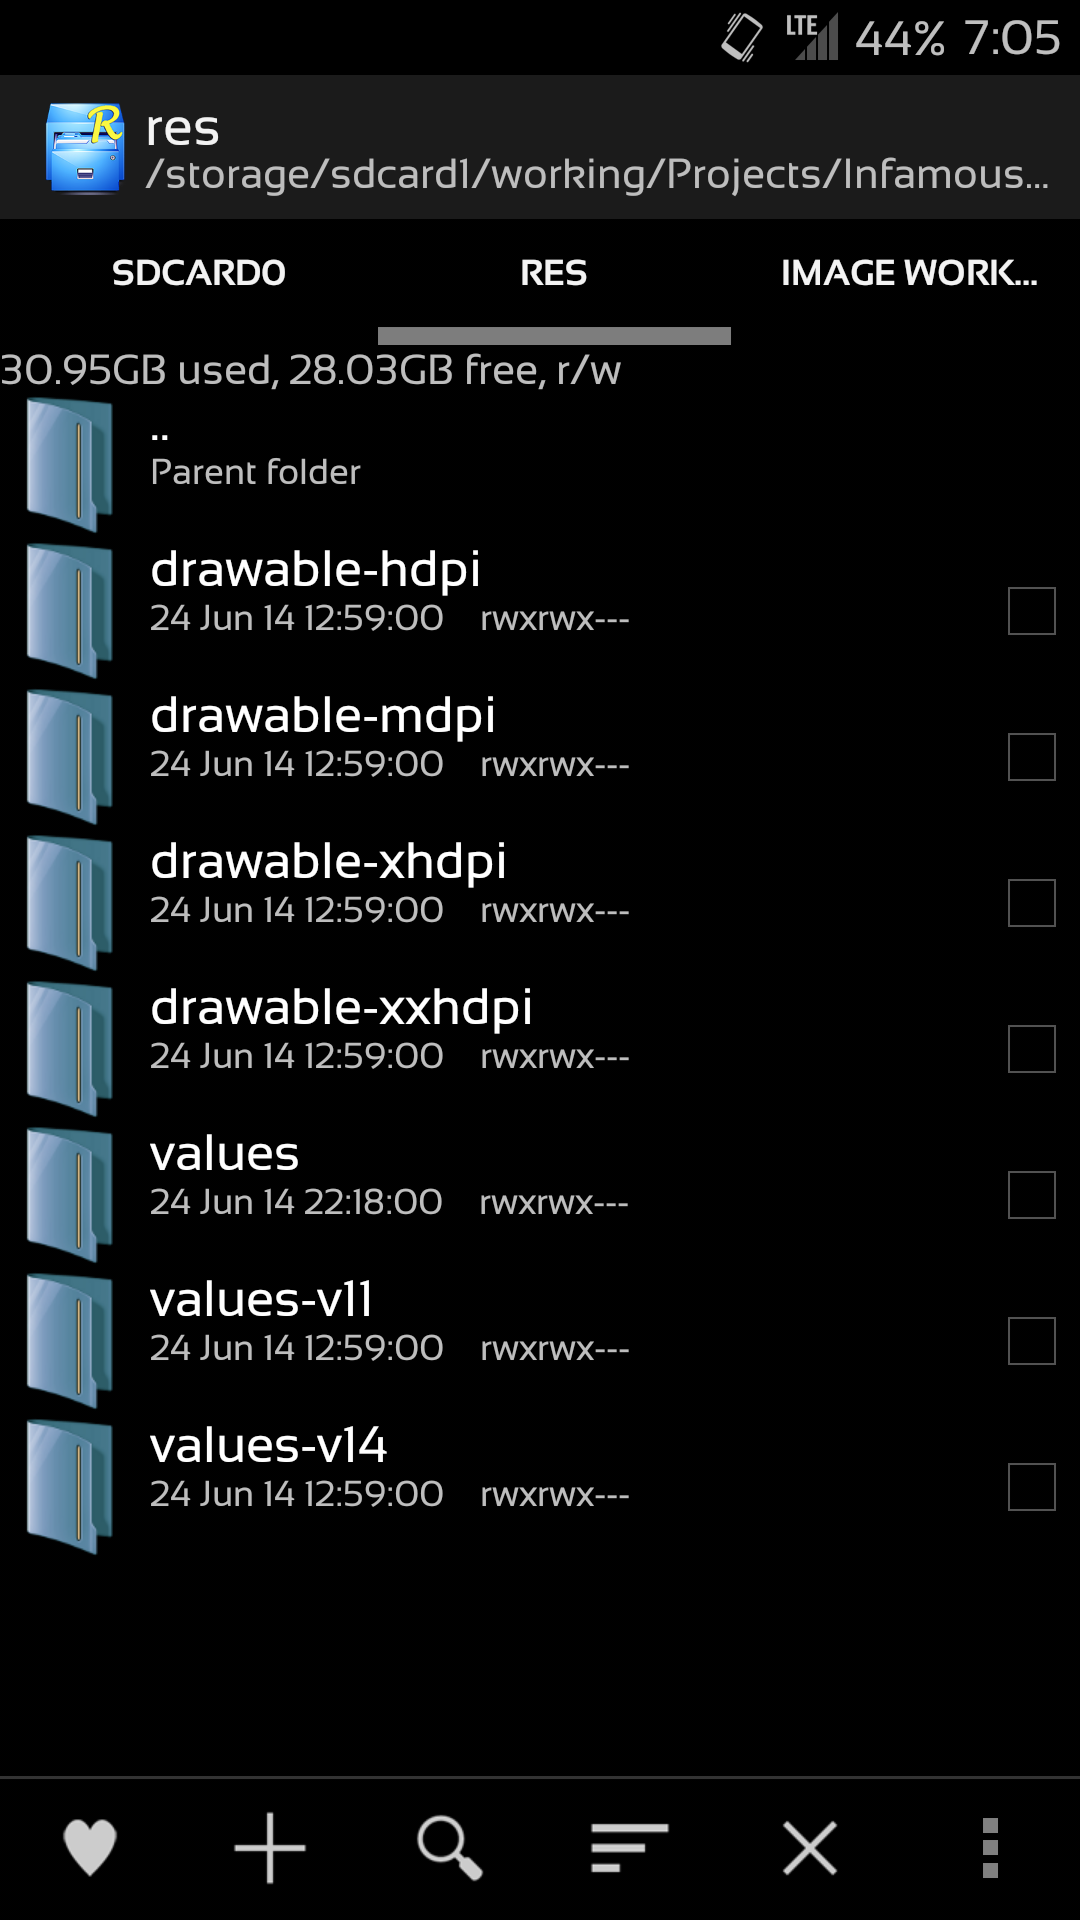 LTE 44% 7:05
R
res
/storage/sdcard1/working/Projects/Infamous...
SDCARD0 RES IMAGE WORK...
30.95GB used, 28.03GB free, r/w
..
Parent folder
drawable-hdpi
24 Jun 14 12:59:00 rwxrwx---
drawable-mdpi
24 Jun 14 12:59:00 rwxrwx---
drawable-xhdpi
24 Jun 14 12:59:00 rwxrwx---
drawable-xxhdpi
24 Jun 14 12:59:00 rwxrwx---
values
24 Jun 14 22:18:00 rwxrwx---
values-v11
24 Jun 14 12:59:00 rwxrwx---
values-v14
24 Jun 14 12:59:00 rwxrwx---